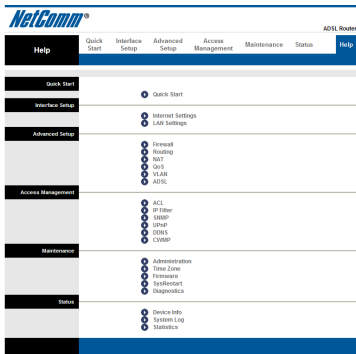 NetComm®
ADSL Router
Help
Quick Start
Interface Setup
Advanced Setup
Access Management
Maintenance
Status
Help
Quick Start
Quick Start
Interface Setup
Internet Settings
LAN Settings
Advanced Setup
Firewall
Routing
NAT
QoS
VLAN
ADSL
Access Management
ACL
IP Filter
SNMP
UPnP
DDNS
CWMP
Maintenance
Administration
Time Zone
Firmware
SysRestart
Diagnostics
Status
Device Info
System Log
Statistics